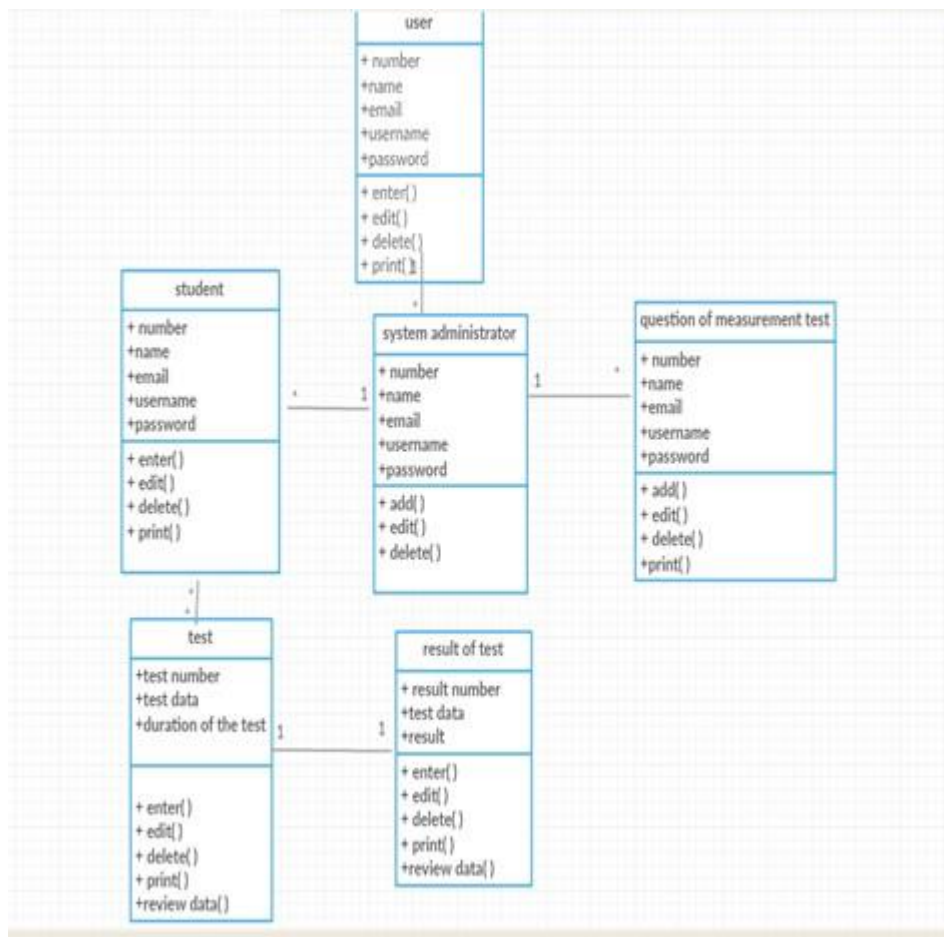 user
+ number
+name
+email
+username
+password
+ enter()
+ edit( )
+ delete( )
+ print( )
1
*
student
+ number
+name
+email
+username
+password
+ enter( )
+ edit( )
+ delete( )
+ print( )
*
1
system administrator
+ number
+name
+email
+username
+password
+ add( )
+ edit( )
+ delete( )
1
*
question of measurement test
+ number
+name
+email
+username
+password
+ add( )
+ edit( )
+ delete( )
+print( )
*
*
test
+test number
+test data
+duration of the test
+ enter( )
+ edit( )
+ delete( )
+ print( )
+review data( )
1
1
result of test
+ result number
+test data
+result
+ enter( )
+ edit( )
+ delete( )
+ print( )
+review data( )